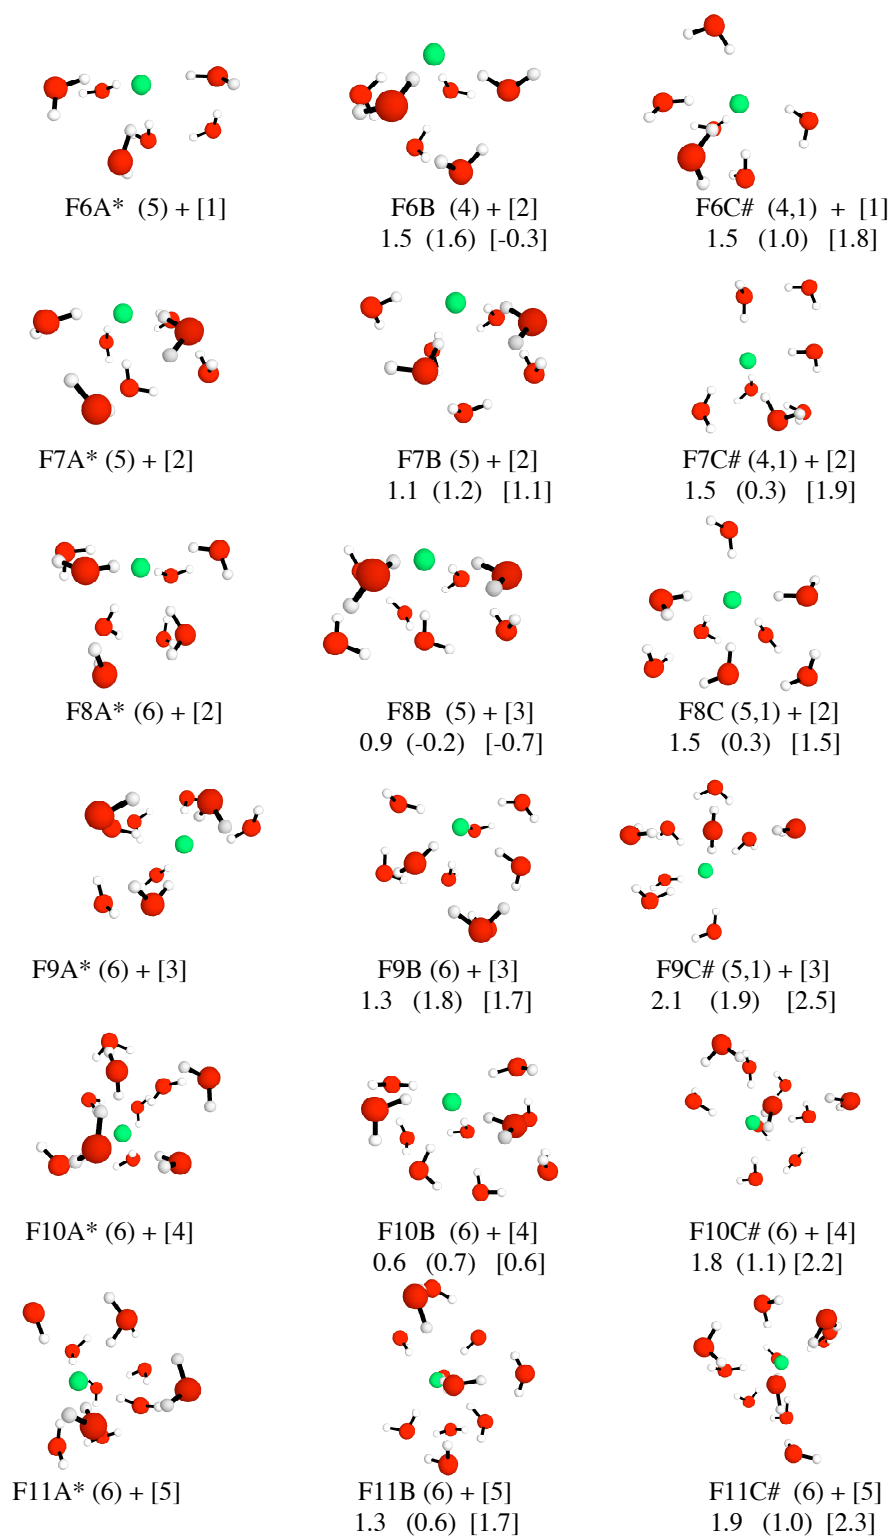 F6A* (5) + [1] F6B (4) + [2] F6C# (4,1) + [1]
1.5 (1.6) [-0.3] 1.5 (1.0) [1.8]
F7A* (5) + [2] F7B (5) + [2] F7C# (4,1) + [2]
1.1 (1.2) [1.1] 1.5 (0.3) [1.9]
F8A* (6) + [2] F8B (5) + [3] F8C (5,1) + [2]
0.9 (-0.2) [-0.7] 1.5 (0.3) [1.5]
F9A* (6) + [3] F9B (6) + [3] F9C# (5,1) + [3]
1.3 (1.8) [1.7] 2.1 (1.9) [2.5]
F10A* (6) + [4] F10B (6) + [4] F10C# (6) + [4]
0.6 (0.7) [0.6] 1.8 (1.1) [2.2]
F11A* (6) + [5] F11B (6) + [5] F11C# (6) + [5]
1.3 (0.6) [1.7] 1.9 (1.0) [2.3]